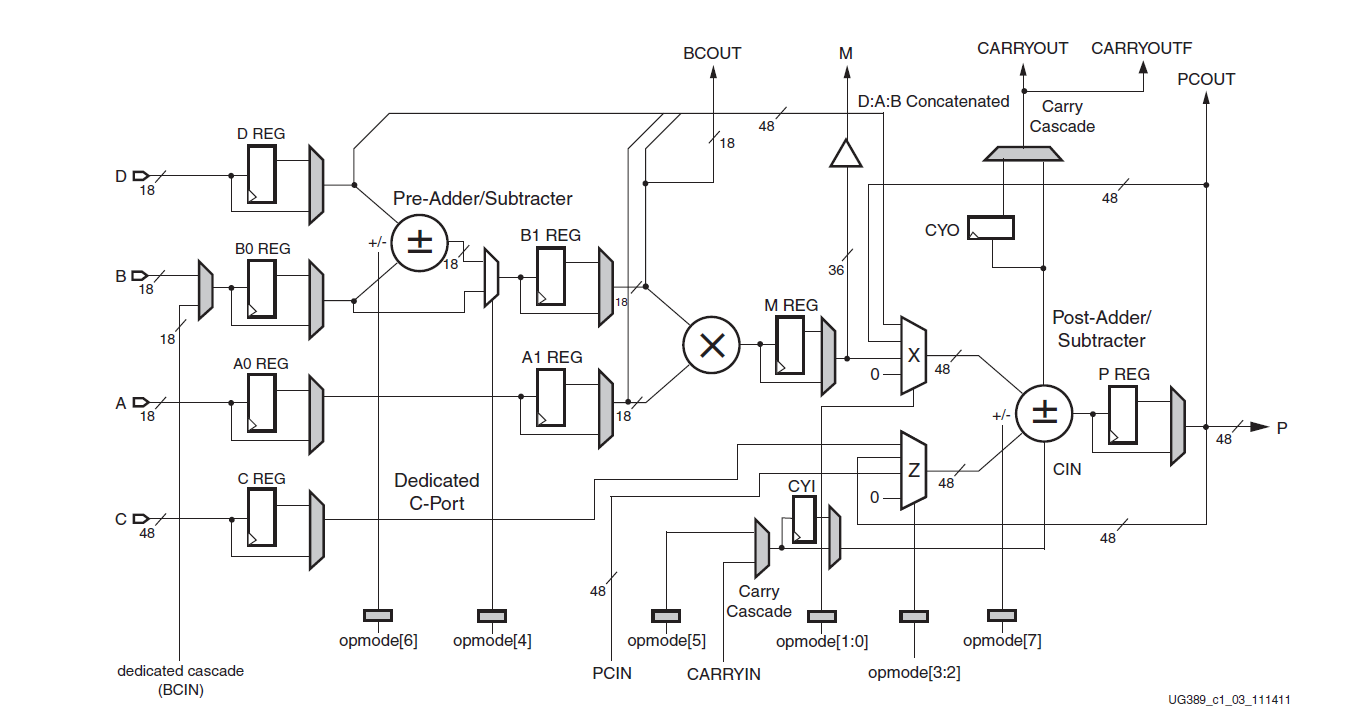 BCOUT
M
CARRYOUT
CARRYOUTF
PCOUT
D:A:B Concatenated
Carry
Cascade
48
18
D REG
D
18
Pre-Adder/Subtracter
48
+/-
±
18
B0 REG
B
18
B1 REG
18
CYO
36
18
M REG
×
Post-Adder/
Subtracter
X
0
48
A0 REG
A1 REG
A
18
18
P REG
+/-
±
48
P
C REG
C
48
Dedicated
C-Port
Z
0
48
CIN
CYI
48
48
Carry
Cascade
opmode[6]
opmode[4]
opmode[5]
opmode[1:0]
opmode[7]
dedicated cascade
(BCIN)
PCIN
CARRYIN
opmode[3:2]
UG389_c1_03_111411